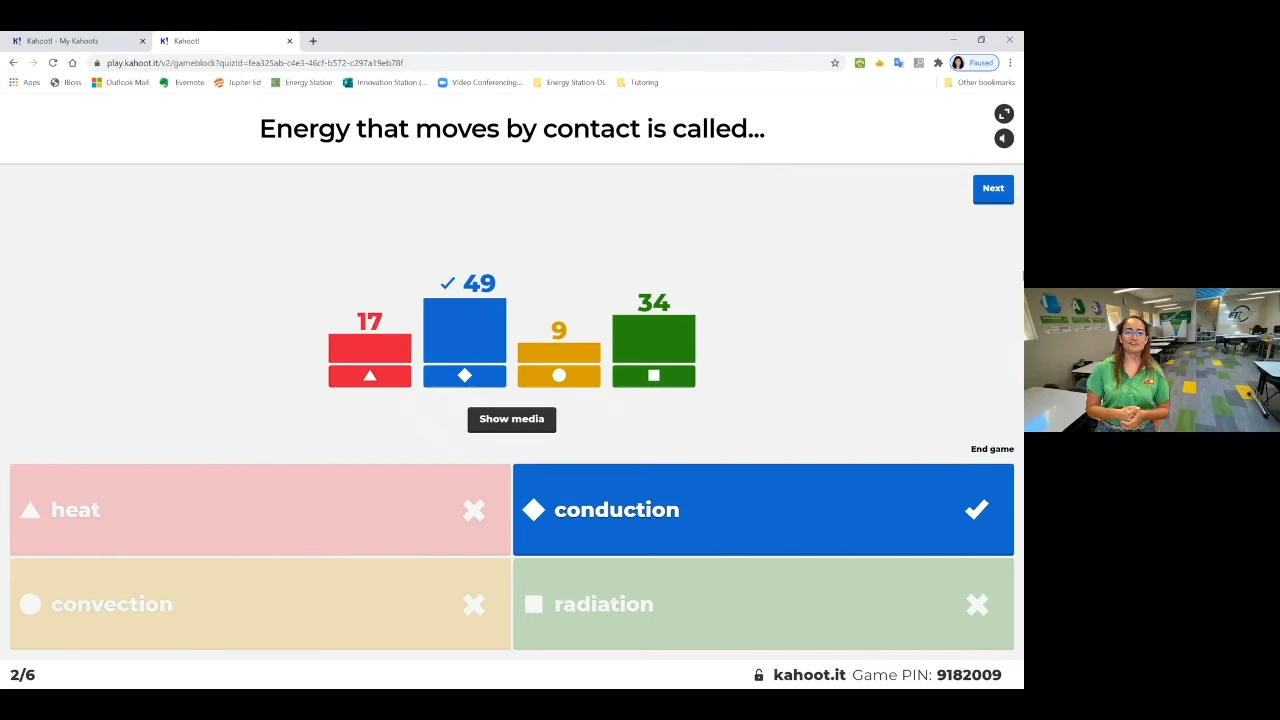 K! Kahoot! - My Kahoots
K! Kahoot!
play.kahoot.it/v2/gameblock?quizId=fea325ab-c4e3-46cf-b572-c297a19eb78f
Paused
Apps
IBoss
Outlook Mail
Evernote
Jupiter Ed
Energy Station
Innovation Station (...
Video Conferencing...
Energy Station-DL
Tutoring
Other bookmarks
Energy that moves by contact is called...
Next
17
49
9
34
Show media
End game
heat
conduction
convection
radiation
2/6
kahoot.it Game PIN: 9182009